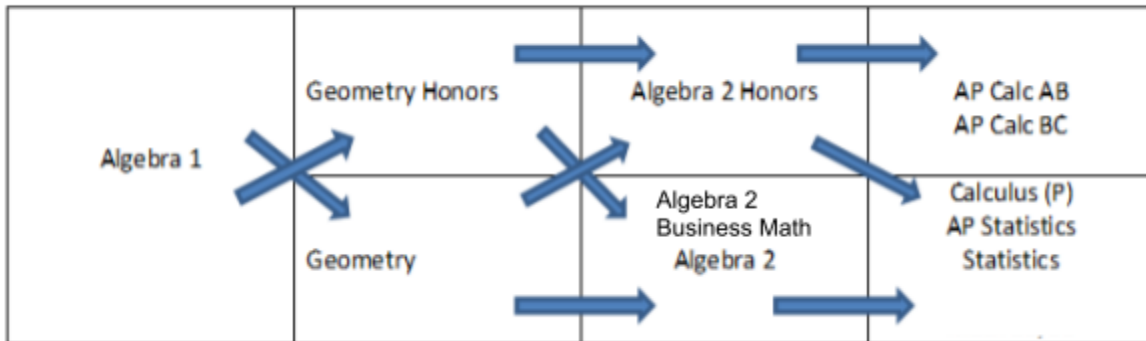 Algebra 1
Geometry Honors
Geometry
Algebra 2 Honors
Algebra 2
Business Math
Algebra 2
AP Calc AB
AP Calc BC
Calculus (P)
AP Statistics
Statistics